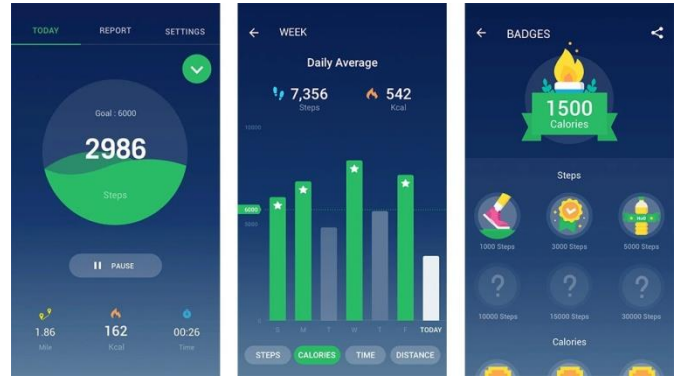 TODAY REPORT SETTINGS
Goal : 6000
2986
Steps
PAUSE
1.86 162 00:26
Mile Kcal Time
WEEK
Daily Average
7,356 542
Steps Kcal
10000
6000
5000
0
S M T W T F TODAY
STEPS CALORIES TIME DISTANCE
BADGES
1500
Calories
Steps
1000 Steps 3000 Steps 5000 Steps
? ? ?
10000 Steps 15000 Steps 30000 Steps
Calories